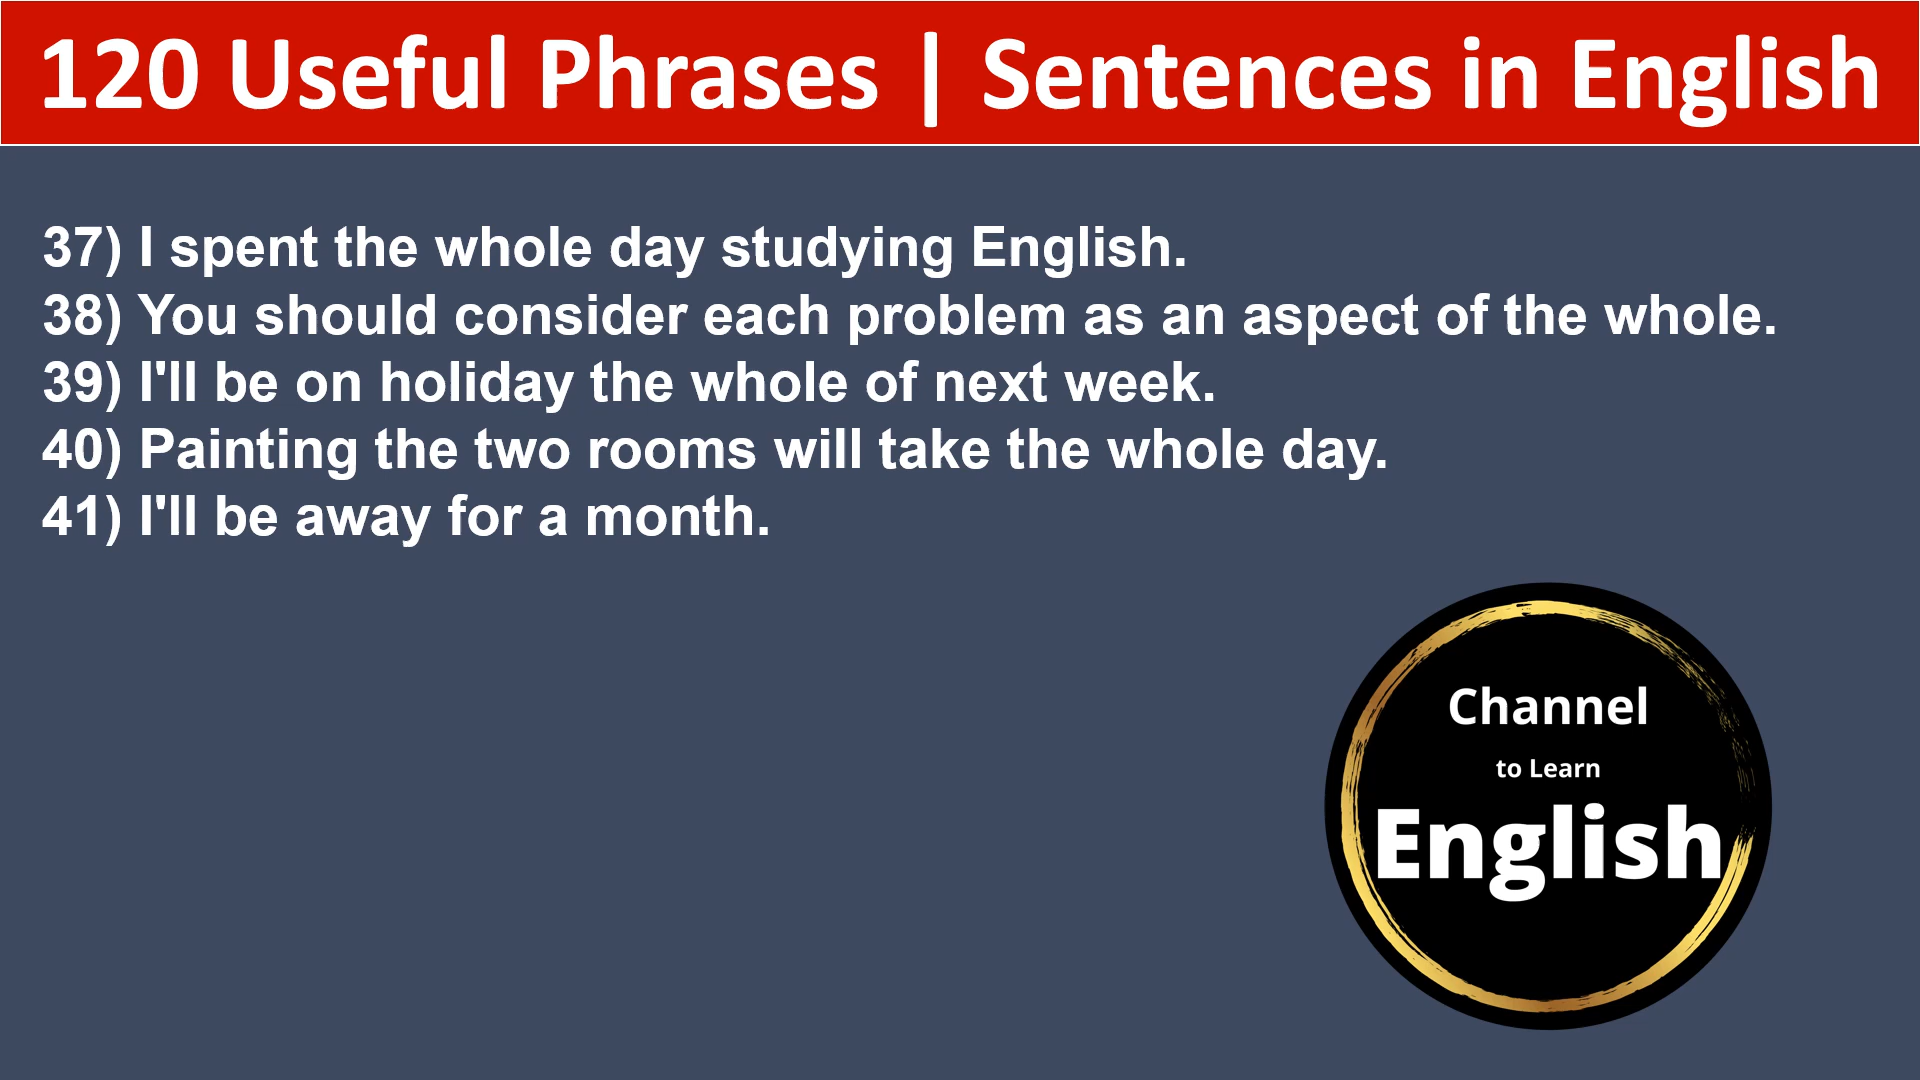 120 Useful Phrases | Sentences in English
37) I spent the whole day studying English.
38) You should consider each problem as an aspect of the whole.
39) I'll be on holiday the whole of next week.
40) Painting the two rooms will take the whole day.
41) I'll be away for a month.
Channel
to Learn
English